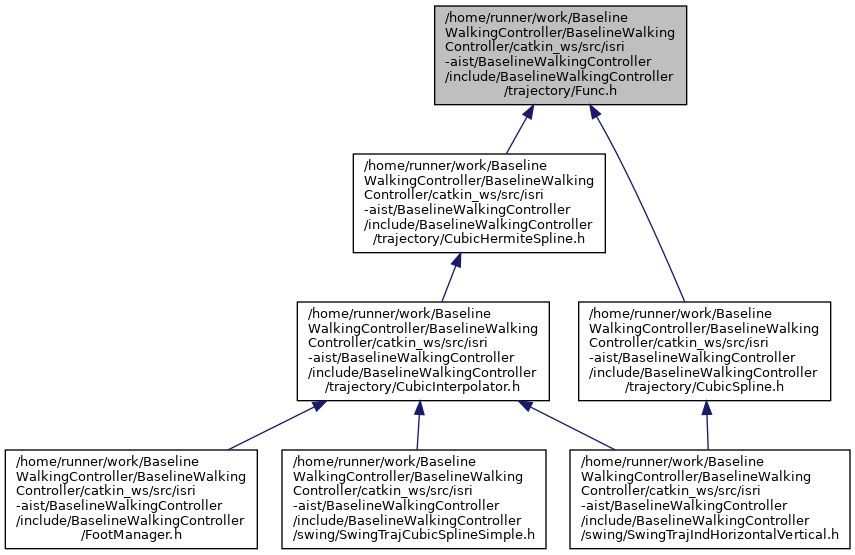 /home/runner/work/Baseline
WalkingController/BaselineWalking
Controller/catkin_ws/src/isri
-aist/BaselineWalkingController
/include/BaselineWalkingController
/trajectory/Func.h
/home/runner/work/Baseline
WalkingController/BaselineWalking
Controller/catkin_ws/src/isri
-aist/BaselineWalkingController
/include/BaselineWalkingController
/trajectory/CubicHermiteSpline.h
/home/runner/work/Baseline
WalkingController/BaselineWalking
Controller/catkin_ws/src/isri
-aist/BaselineWalkingController
/include/BaselineWalkingController
/trajectory/CubicInterpolator.h
/home/runner/work/Baseline
WalkingController/BaselineWalking
Controller/catkin_ws/src/isri
-aist/BaselineWalkingController
/include/BaselineWalkingController
/trajectory/CubicSpline.h
/home/runner/work/Baseline
WalkingController/BaselineWalking
Controller/catkin_ws/src/isri
-aist/BaselineWalkingController
/include/BaselineWalkingController
/FootManager.h
/home/runner/work/Baseline
WalkingController/BaselineWalking
Controller/catkin_ws/src/isri
-aist/BaselineWalkingController
/include/BaselineWalkingController
/swing/SwingTrajCubicSplineSimple.h
/home/runner/work/Baseline
WalkingController/BaselineWalking
Controller/catkin_ws/src/isri
-aist/BaselineWalkingController
/include/BaselineWalkingController
/swing/SwingTrajIndHorizontalVertical.h